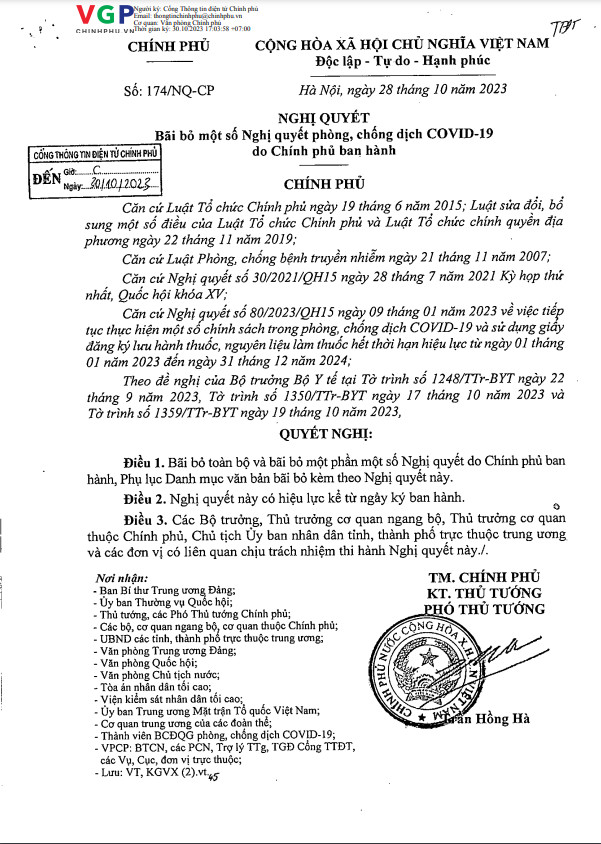 VGP
CHINHPHU.VN
Người ký: Cổng Thông tin điện tử Chính phủ
Email: thongtinchinhphu@chinhphu.vn
Cơ quan: Văn phòng Chính phủ
Thời gian ký: 30.10.2023 17:03:58 +07:00
CHÍNH PHỦ
CỘNG HÒA XÃ HỘI CHỦ NGHĨA VIỆT NAM
Độc lập - Tự do - Hạnh phúc
Số: 174/NQ-CP
Hà Nội, ngày 28 tháng 10 năm 2023
NGHỊ QUYẾT
Bãi bỏ một số Nghị quyết phòng, chống dịch COVID-19
do Chính phủ ban hành
CỔNG THÔNG TIN ĐIỆN TỬ CHÍNH PHỦ
ĐẾN
Giờ: C
Ngày: 30/10/2023
CHÍNH PHỦ
Căn cứ Luật Tổ chức Chính phủ ngày 19 tháng 6 năm 2015; Luật sửa đổi, bổ
sung một số điều của Luật Tổ chức Chính phủ và Luật Tổ chức chính quyền địa
phương ngày 22 tháng 11 năm 2019;
Căn cứ Luật Phòng, chống bệnh truyền nhiễm ngày 21 tháng 11 năm 2007;
Căn cứ Nghị quyết số 30/2021/QH15 ngày 28 tháng 7 năm 2021 Kỳ họp thứ
nhất, Quốc hội khóa XV;
Căn cứ Nghị quyết số 80/2023/QH15 ngày 09 tháng 01 năm 2023 về việc tiếp
tục thực hiện một số chính sách trong phòng, chống dịch COVID-19 và sử dụng giấy
đăng ký lưu hành thuốc, nguyên liệu làm thuốc hết thời hạn hiệu lực từ ngày 01 tháng
01 năm 2023 đến ngày 31 tháng 12 năm 2024;
Theo đề nghị của Bộ trưởng Bộ Y tế tại Tờ trình số 1248/TTr-BYT ngày 22
tháng 9 năm 2023, Tờ trình số 1350/TTr-BYT ngày 17 tháng 10 năm 2023 và
Tờ trình số 1359/TTr-BYT ngày 19 tháng 10 năm 2023,
QUYẾT NGHỊ:
Điều 1. Bãi bỏ toàn bộ và bãi bỏ một phần một số Nghị quyết do Chính phủ ban
hành, Phụ lục Danh mục văn bản bãi bỏ kèm theo Nghị quyết này.
Điều 2. Nghị quyết này có hiệu lực kể từ ngày ký ban hành.
Điều 3. Các Bộ trưởng, Thủ trưởng cơ quan ngang bộ, Thủ trưởng cơ quan
thuộc Chính phủ, Chủ tịch Ủy ban nhân dân tỉnh, thành phố trực thuộc trung ương
và các đơn vị có liên quan chịu trách nhiệm thi hành Nghị quyết này./.
Nơi nhận:
- Ban Bí thư Trung ương Đảng;
- Ủy ban Thường vụ Quốc hội;
- Thủ tướng, các Phó Thủ tướng Chính phủ;
- Các bộ, cơ quan ngang bộ, cơ quan thuộc Chính phủ;
- UBND các tỉnh, thành phố trực thuộc trung ương;
- Văn phòng Trung ương Đảng;
- Văn phòng Quốc hội;
- Văn phòng Chủ tịch nước;
- Tòa án nhân dân tối cao;
- Viện kiểm sát nhân dân tối cao;
- Ủy ban Trung ương Mặt trận Tổ quốc Việt Nam;
- Cơ quan trung ương của các đoàn thể;
- Thành viên BCĐQG phòng, chống dịch COVID-19;
- VPCP: BTCN, các PCN, Trợ lý TTg, TGĐ Cổng TTĐT,
các Vụ, Cục, đơn vị trực thuộc;
- Lưu: VT, KGVX (2).vt.45
TM. CHÍNH PHỦ
KT. THỦ TƯỚNG
PHÓ THỦ TƯỚNG
CHÍNH PHỦ NƯỚC CỘNG HÒA X.H.C.N VIỆT NAM
Trần Hồng Hà